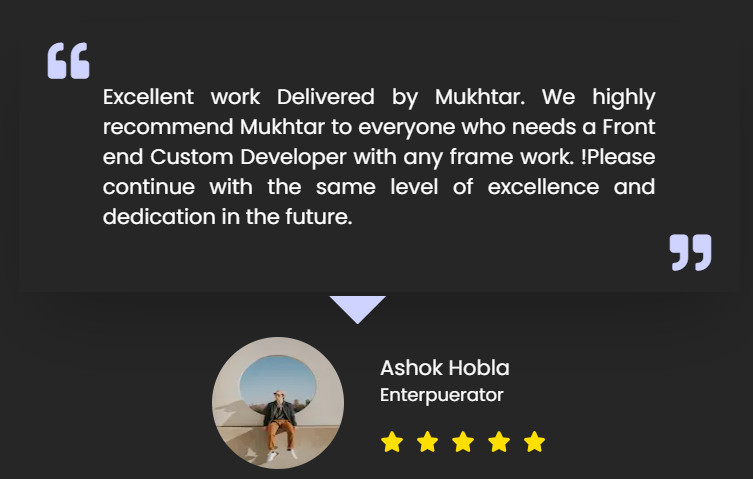 Excellent work Delivered by Mukhtar. We highly
recommend Mukhtar to everyone who needs a Front
end Custom Developer with any frame work. !Please
continue with the same level of excellence and
dedication in the future.
Ashok Hobla
Enterpuerator